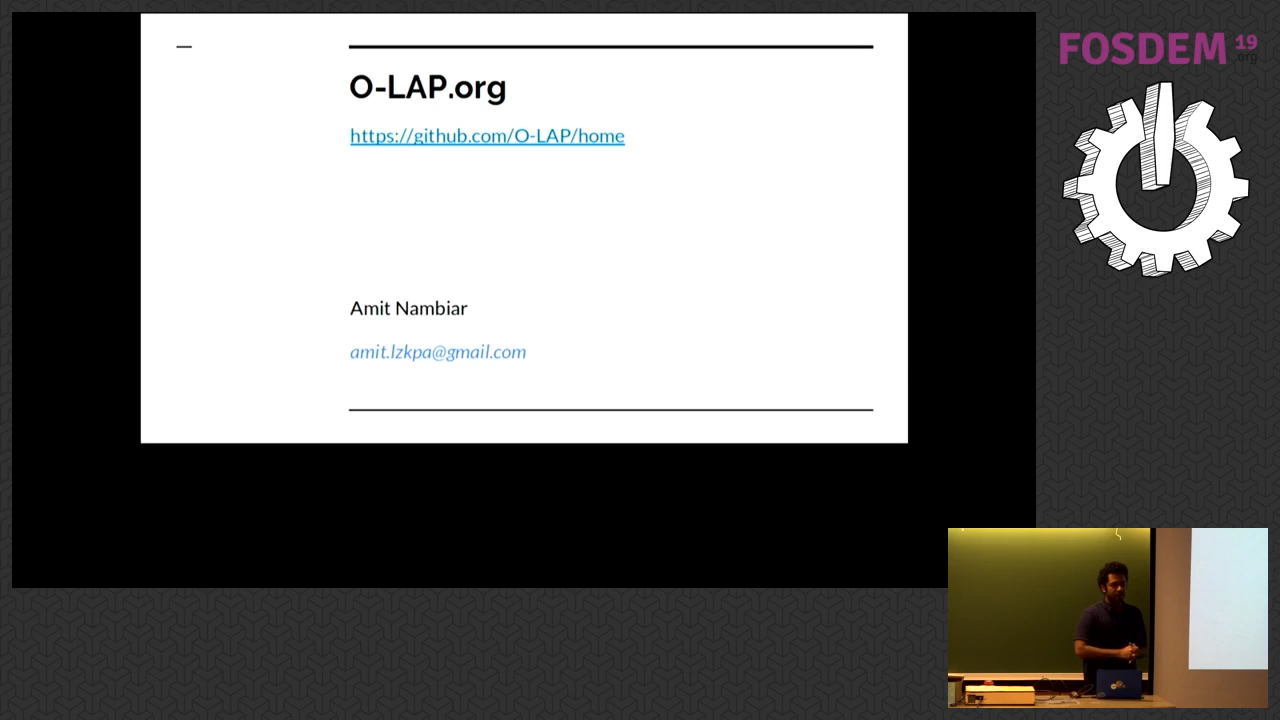 O-LAP.org
https://github.com/O-LAP/home
Amit Nambiar
amit.lzkpa@gmail.com
FOSDEM 19
.org